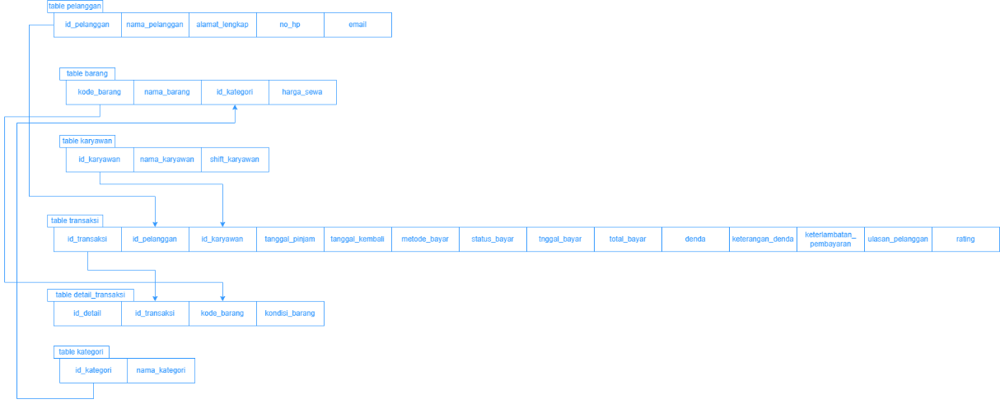 table pelanggan
id_pelanggan nama_pelanggan alamat_lengkap no_hp email
table barang
kode_barang nama_barang id_kategori harga_sewa
table karyawan
id_karyawan nama_karyawan shift_karyawan
table transaksi
id_transaksi id_pelanggan id_karyawan tanggal_pinjam tanggal_kembali metode_bayar status_bayar tnggal_bayar total_bayar denda keterangan_denda keterlambatan_ pembayaran ulasan_pelanggan rating
table detail_transaksi
id_detail id_transaksi kode_barang kondisi_barang
table kategori
id_kategori nama_kategori